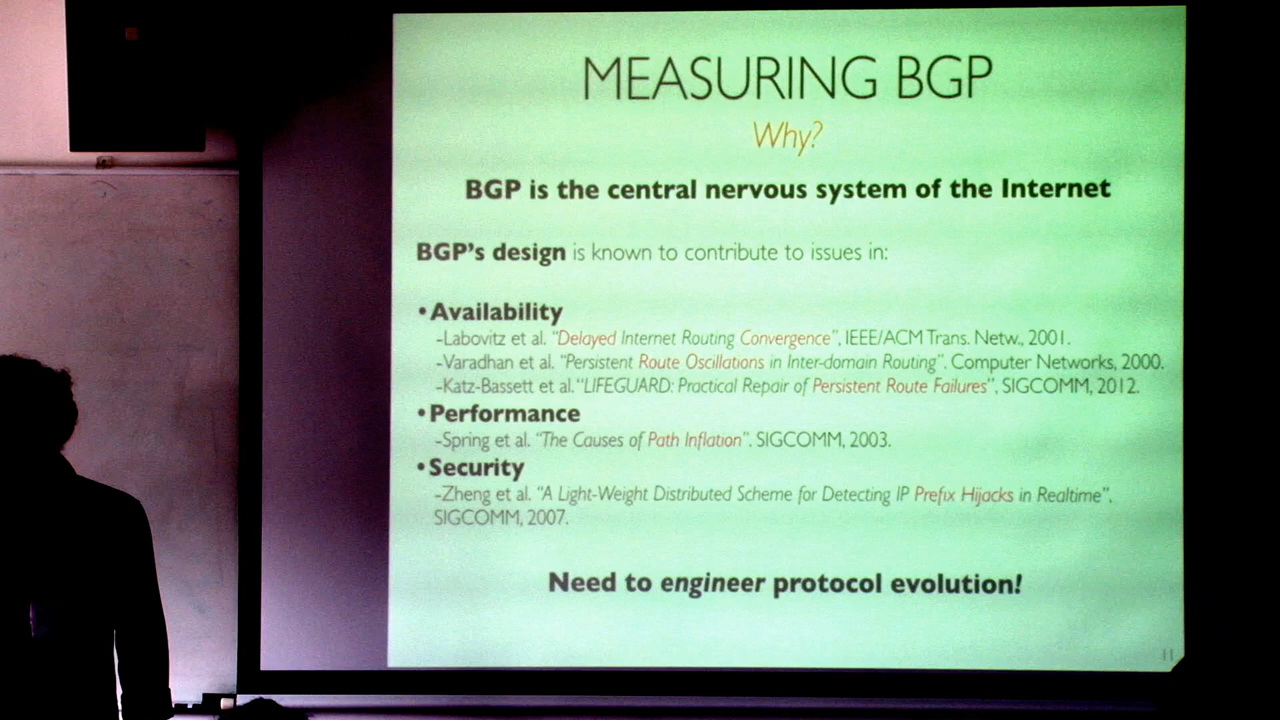 MEASURING BGP
Why?
BGP is the central nervous system of the Internet
BGP's design is known to contribute to issues in:
•Availability
-Labovitz et al. "Delayed Internet Routing Convergence", IEEE/ACM Trans. Netw., 2001.
-Varadhan et al. "Persistent Route Oscillations in Inter-domain Routing". Computer Networks, 2000.
-Katz-Bassett et al. "LIFEGUARD: Practical Repair of Persistent Route Failures", SIGCOMM, 2012.
•Performance
-Spring et al. "The Causes of Path Inflation". SIGCOMM, 2003.
•Security
-Zheng et al. "A Light-Weight Distributed Scheme for Detecting IP Prefix Hijacks in Realtime".
SIGCOMM, 2007.
Need to engineer protocol evolution!
11